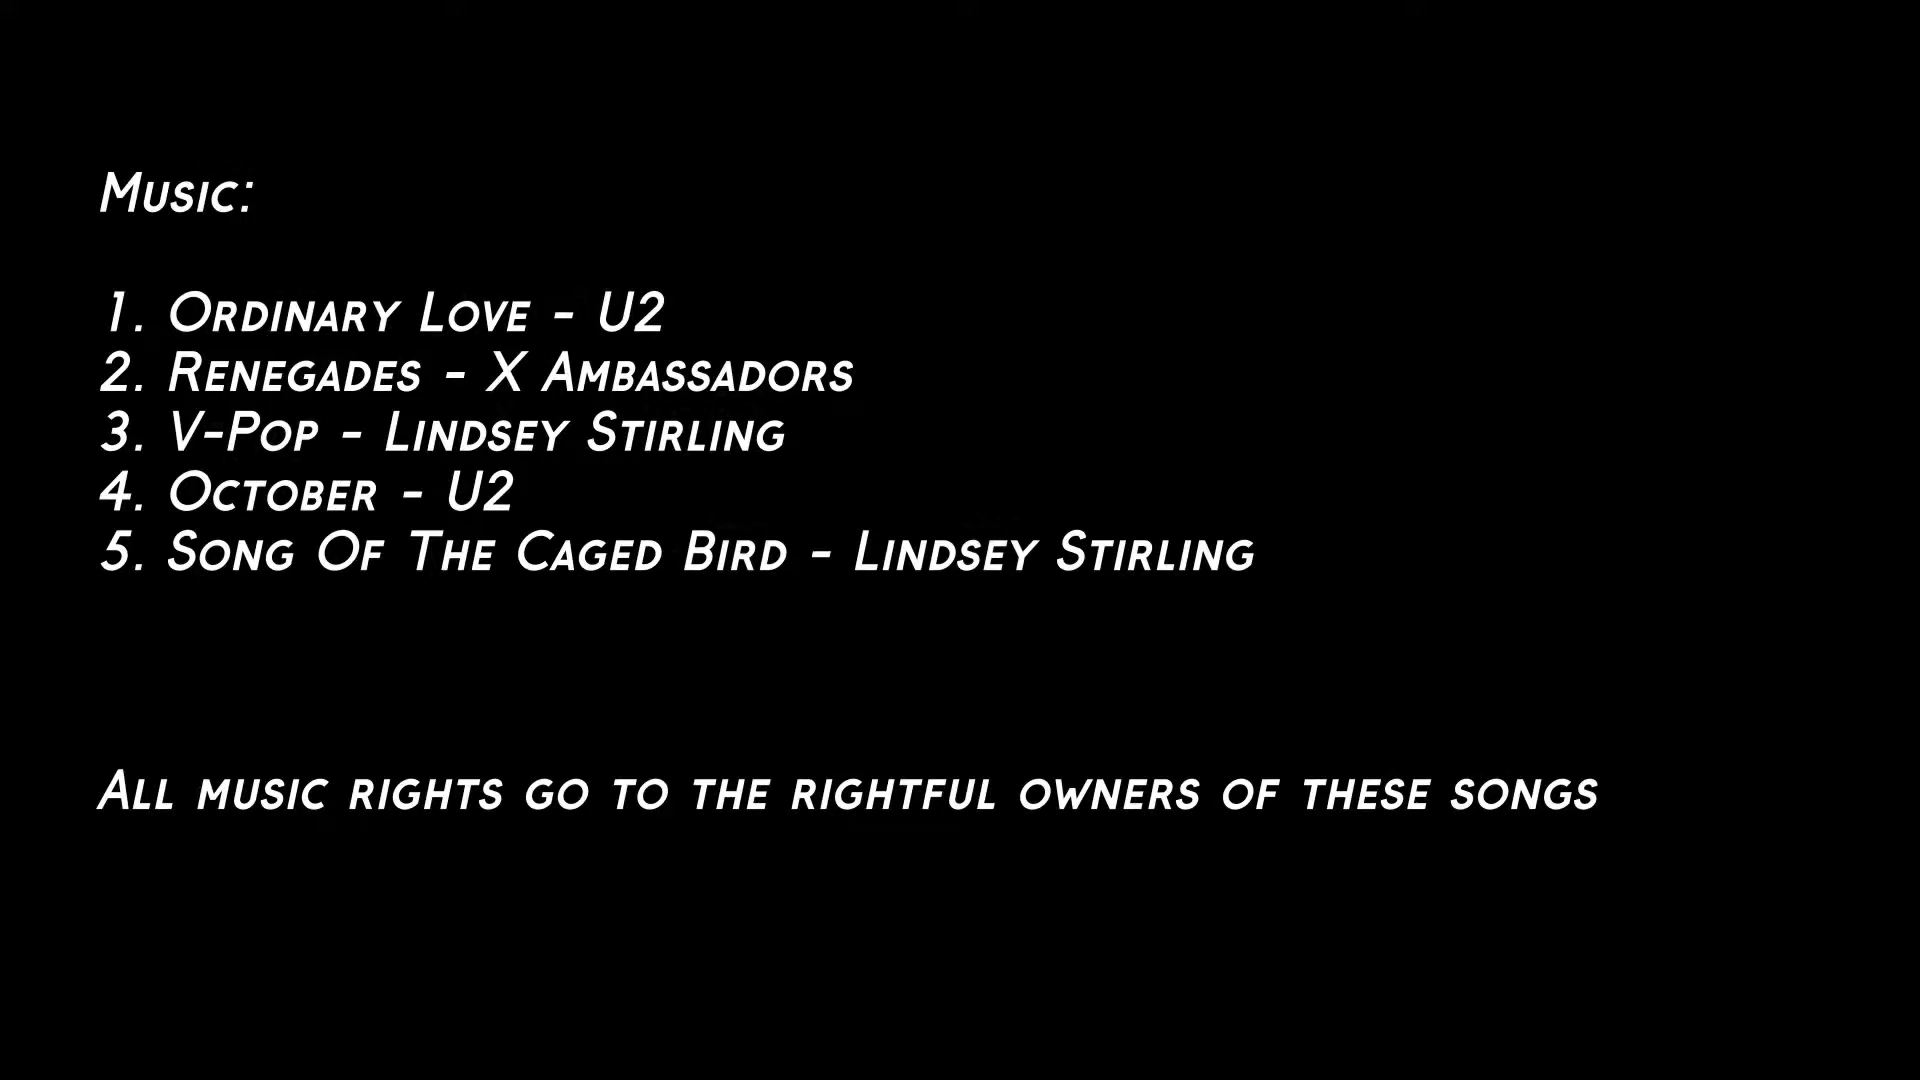 Music:
1. Ordinary Love - U2
2. Renegades - X Ambassadors
3. V-Pop - Lindsey Stirling
4. October - U2
5. Song Of The Caged Bird - Lindsey Stirling
All music rights go to the rightful owners of these songs